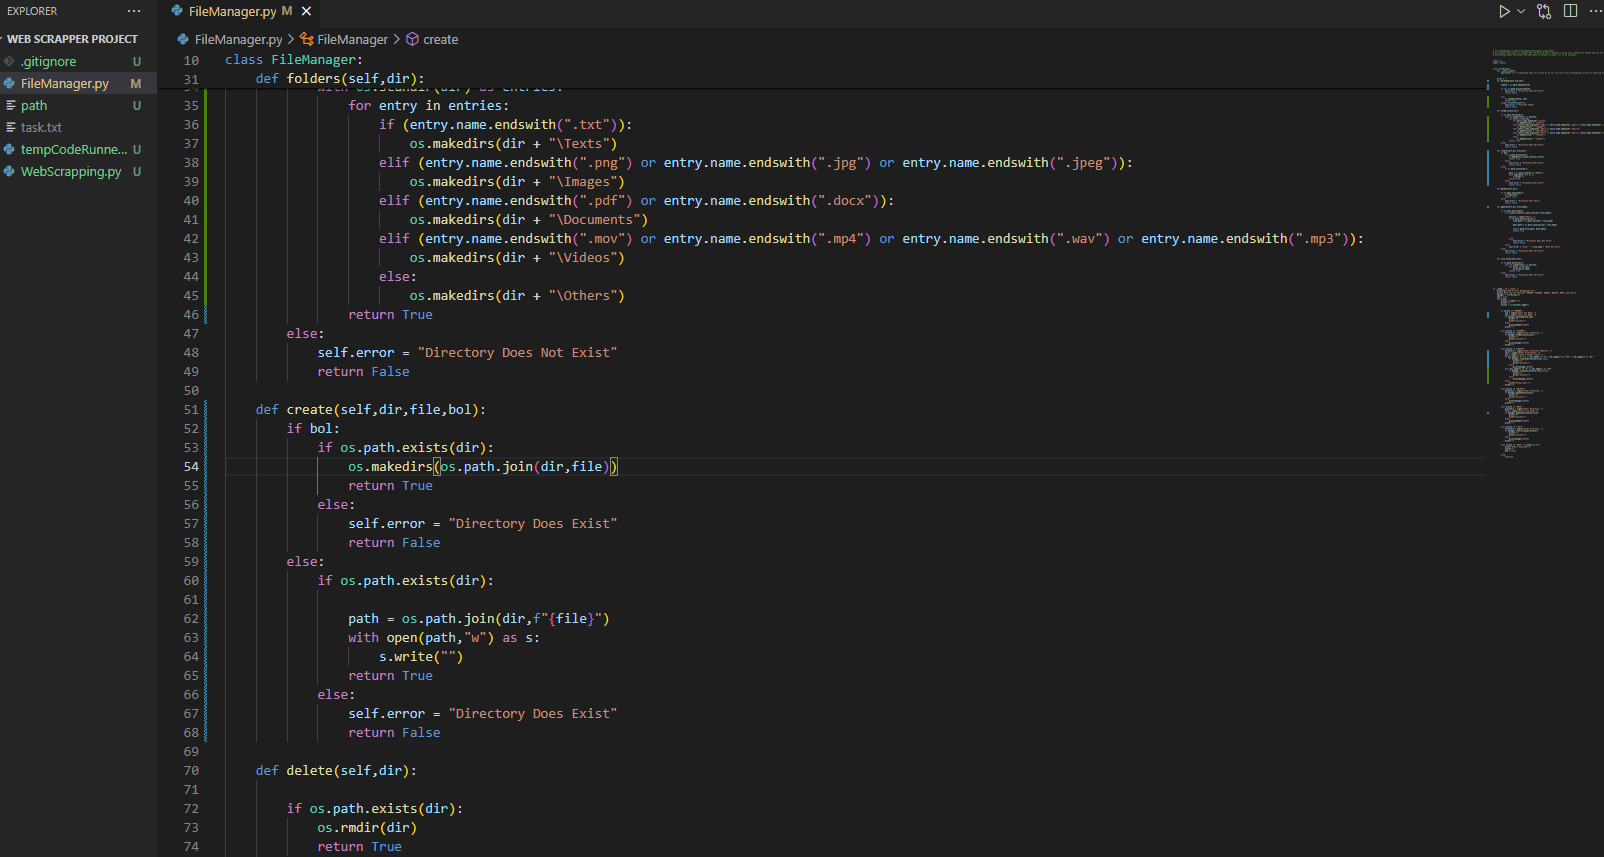 EXPLORER
WEB SCRAPPER PROJECT
.gitignore U
FileManager.py M
path U
task.txt
tempCodeRunne... U
WebScrapping.py U
FileManager.py M
FileManager.py > FileManager > create
10 class FileManager:
31 def folders(self,dir):
34 with os.scandir(dir) as entries:
35 for entry in entries:
36 if (entry.name.endswith(".txt")):
37 os.makedirs(dir + "\Texts")
38 elif (entry.name.endswith(".png") or entry.name.endswith(".jpg") or entry.name.endswith(".jpeg")):
39 os.makedirs(dir + "\Images")
40 elif (entry.name.endswith(".pdf") or entry.name.endswith(".docx")):
41 os.makedirs(dir + "\Documents")
42 elif (entry.name.endswith(".mov") or entry.name.endswith(".mp4") or entry.name.endswith(".wav") or entry.name.endswith(".mp3")):
43 os.makedirs(dir + "\Videos")
44 else:
45 os.makedirs(dir + "\Others")
46 return True
47 else:
48 self.error = "Directory Does Not Exist"
49 return False
50
51 def create(self,dir,file,bol):
52 if bol:
53 if os.path.exists(dir):
54 os.makedirs(os.path.join(dir,file))
55 return True
56 else:
57 self.error = "Directory Does Exist"
58 return False
59 else:
60 if os.path.exists(dir):
61
62 path = os.path.join(dir,f"{file}")
63 with open(path,"w") as s:
64 s.write("")
65 return True
66 else:
67 self.error = "Directory Does Exist"
68 return False
69
70 def delete(self,dir):
71
72 if os.path.exists(dir):
73 os.rmdir(dir)
74 return True